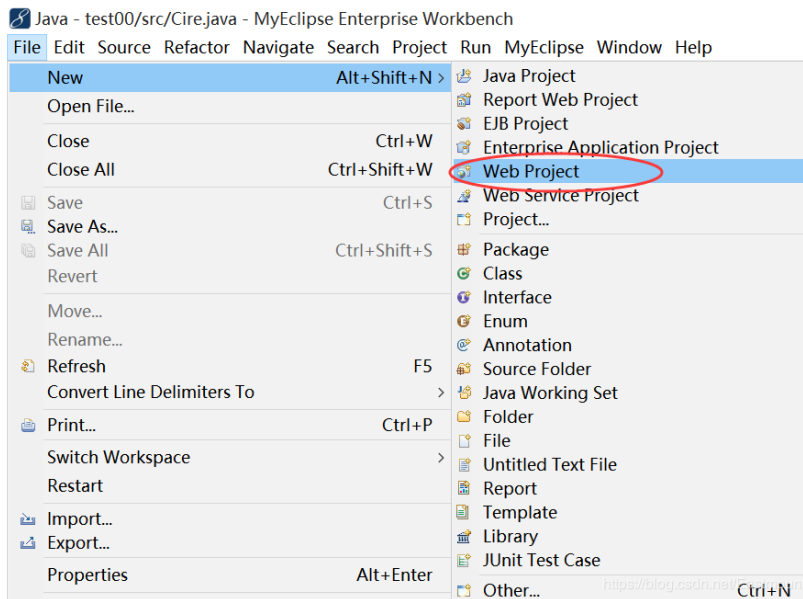 Java - test00/src/Cire.java - MyEclipse Enterprise Workbench
File Edit Source Refactor Navigate Search Project Run MyEclipse Window Help
New Alt+Shift+N >
Open File...
Close Ctrl+W
Close All Ctrl+Shift+W
Save Ctrl+S
Save As...
Save All Ctrl+Shift+S
Revert
Move...
Rename...
Refresh F5
Convert Line Delimiters To >
Print... Ctrl+P
Switch Workspace >
Restart
Import...
Export...
Properties Alt+Enter
Java Project
Report Web Project
EJB Project
Enterprise Application Project
Web Project
Web Service Project
Project...
Package
Class
Interface
Enum
Annotation
Source Folder
Java Working Set
Folder
File
Untitled Text File
Report
Template
Library
JUnit Test Case
Other... Ctrl+N